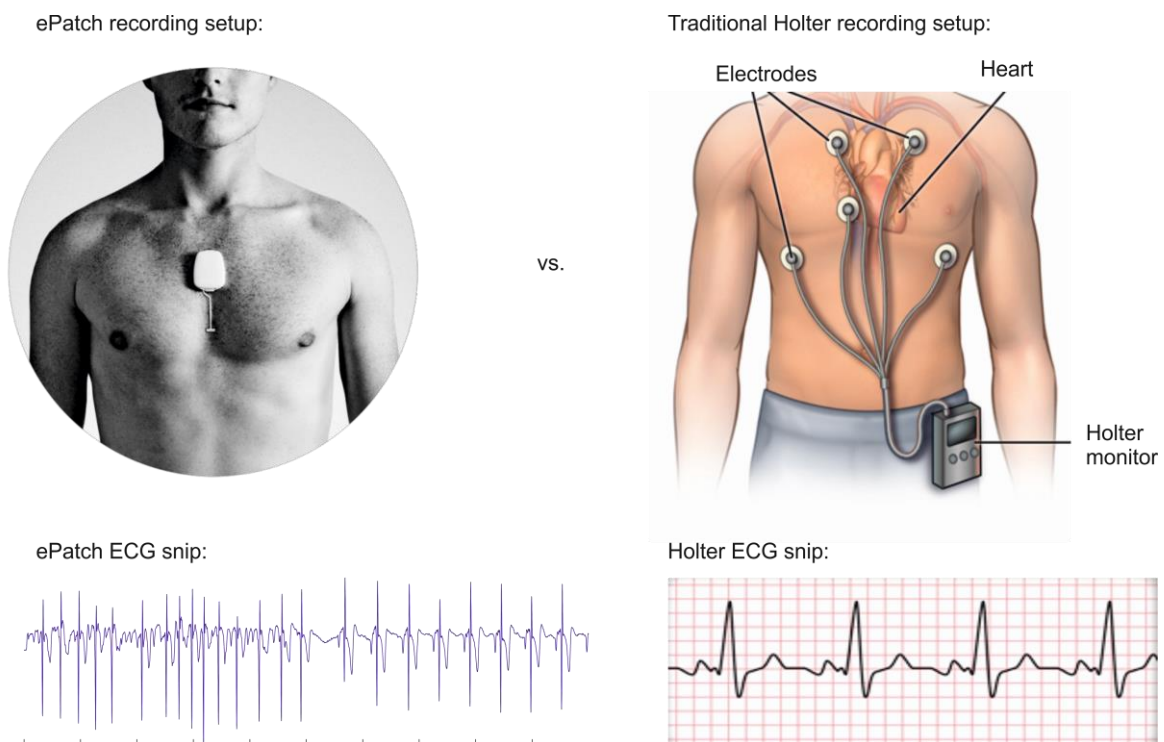 ePatch recording setup:
Traditional Holter recording setup:
Electrodes
Heart
vs.
Holter
monitor
ePatch ECG snip:
Holter ECG snip: